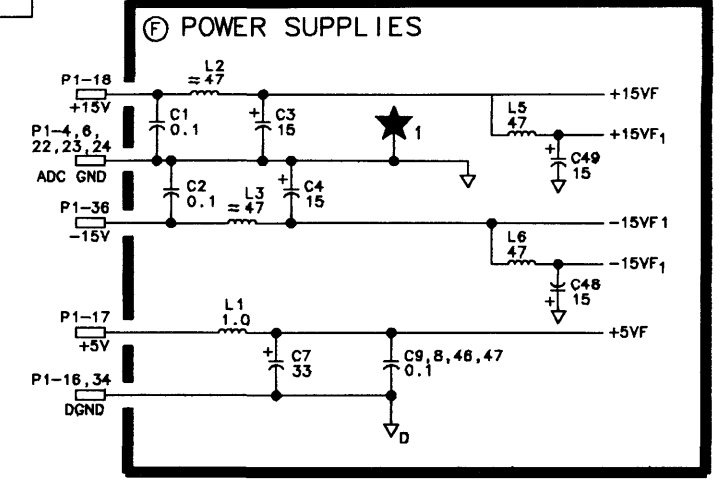 F POWER SUPPLIES
P1-18
+15V
L2
≈47
C1
0.1
+
C3
15
1
L5
47
+15VF
+15VF1
+
C49
15
P1-4,6,
22,23,24
ADC GND
C2
0.1
L3
≈47
+
C4
15
P1-36
-15V
L6
47
-15VF1
-15VF1
+
C48
15
P1-17
+5V
L1
1.0
+
C7
33
C9,8,46,47
0.1
+5VF
P1-16,34
DGND
D